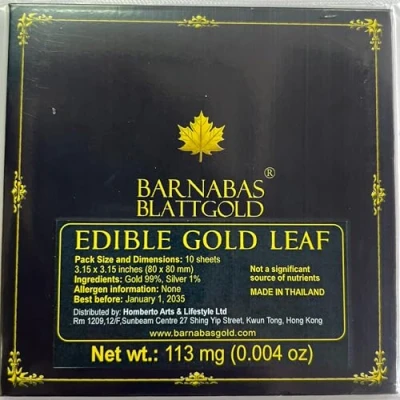 BARNABAS®
BLATTGOLD
EDIBLE GOLD LEAF
Pack Size and Dimensions: 10 sheets
3.15 x 3.15 inches (80 x 80 mm)
Ingredients: Gold 99%, Silver 1%
Allergen information: None
Best before: January 1, 2035
Not a significant
source of nutrients
MADE IN THAILAND
Distributed by: Homberto Arts & Lifestyle Ltd
Rm 1209,12/F,Sunbeam Centre 27 Shing Yip Street, Kwun Tong, Hong Kong
www.barnabasgold.com
Net wt.: 113 mg (0.004 oz)